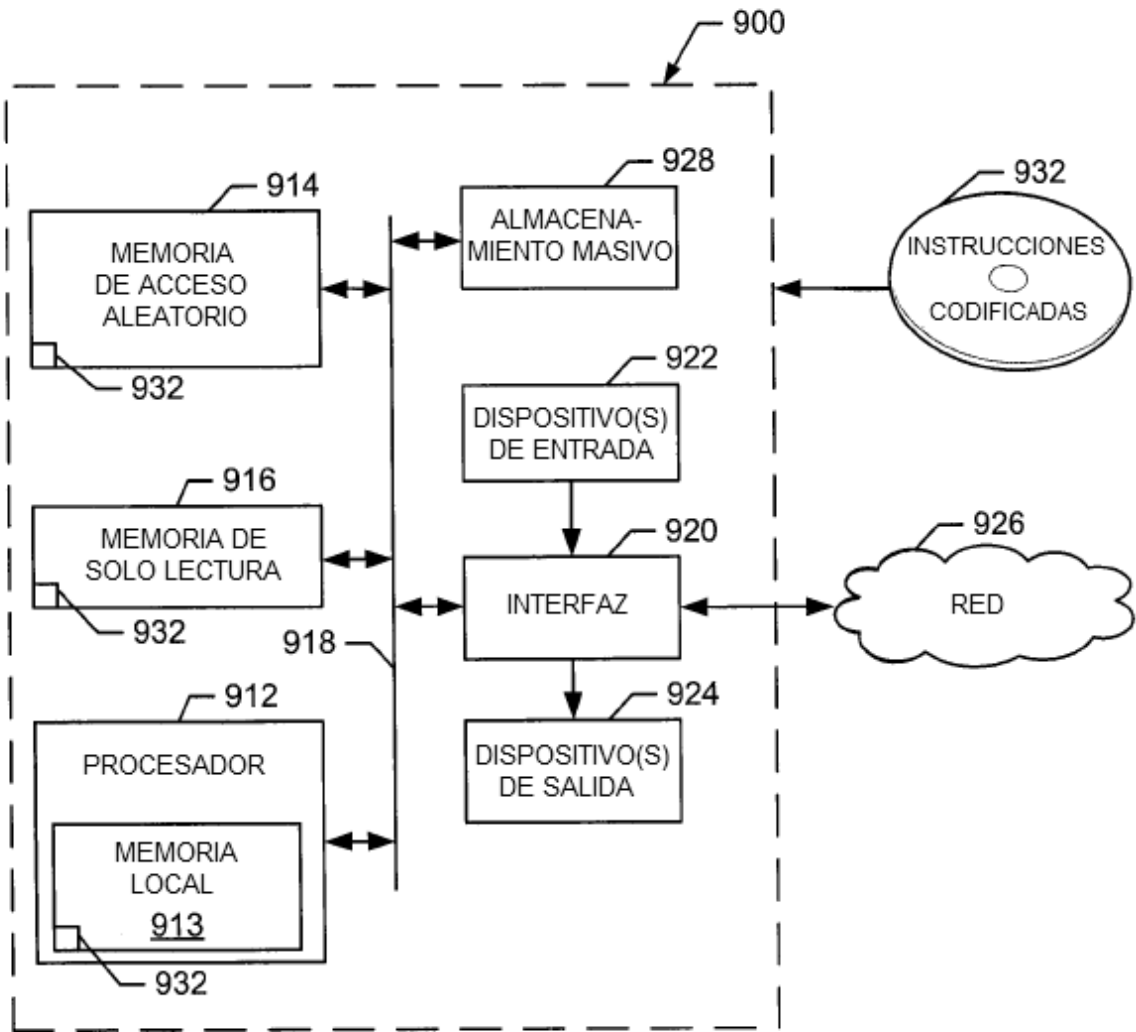 900
914
MEMORIA
DE ACCESO
ALEATORIO
932
928
ALMACENA-
MIENTO MASIVO
932
INSTRUCCIONES
CODIFICADAS
922
DISPOSITIVO(S)
DE ENTRADA
916
MEMORIA DE
SOLO LECTURA
932
920
INTERFAZ
926
RED
918
912
PROCESADOR
MEMORIA
LOCAL
913
932
924
DISPOSITIVO(S)
DE SALIDA